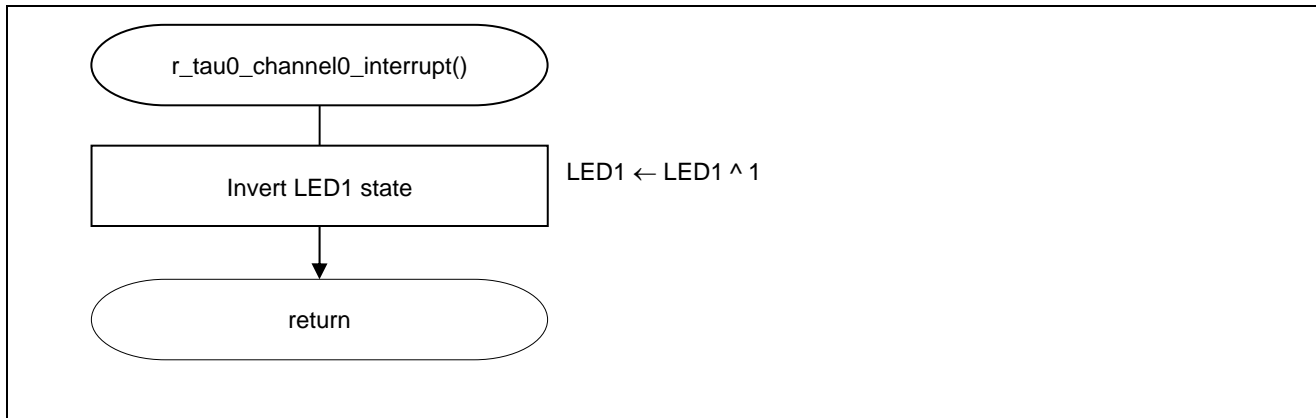 r_tau0_channel0_interrupt()
Invert LED1 state
LED1 ← LED1 ^ 1
return